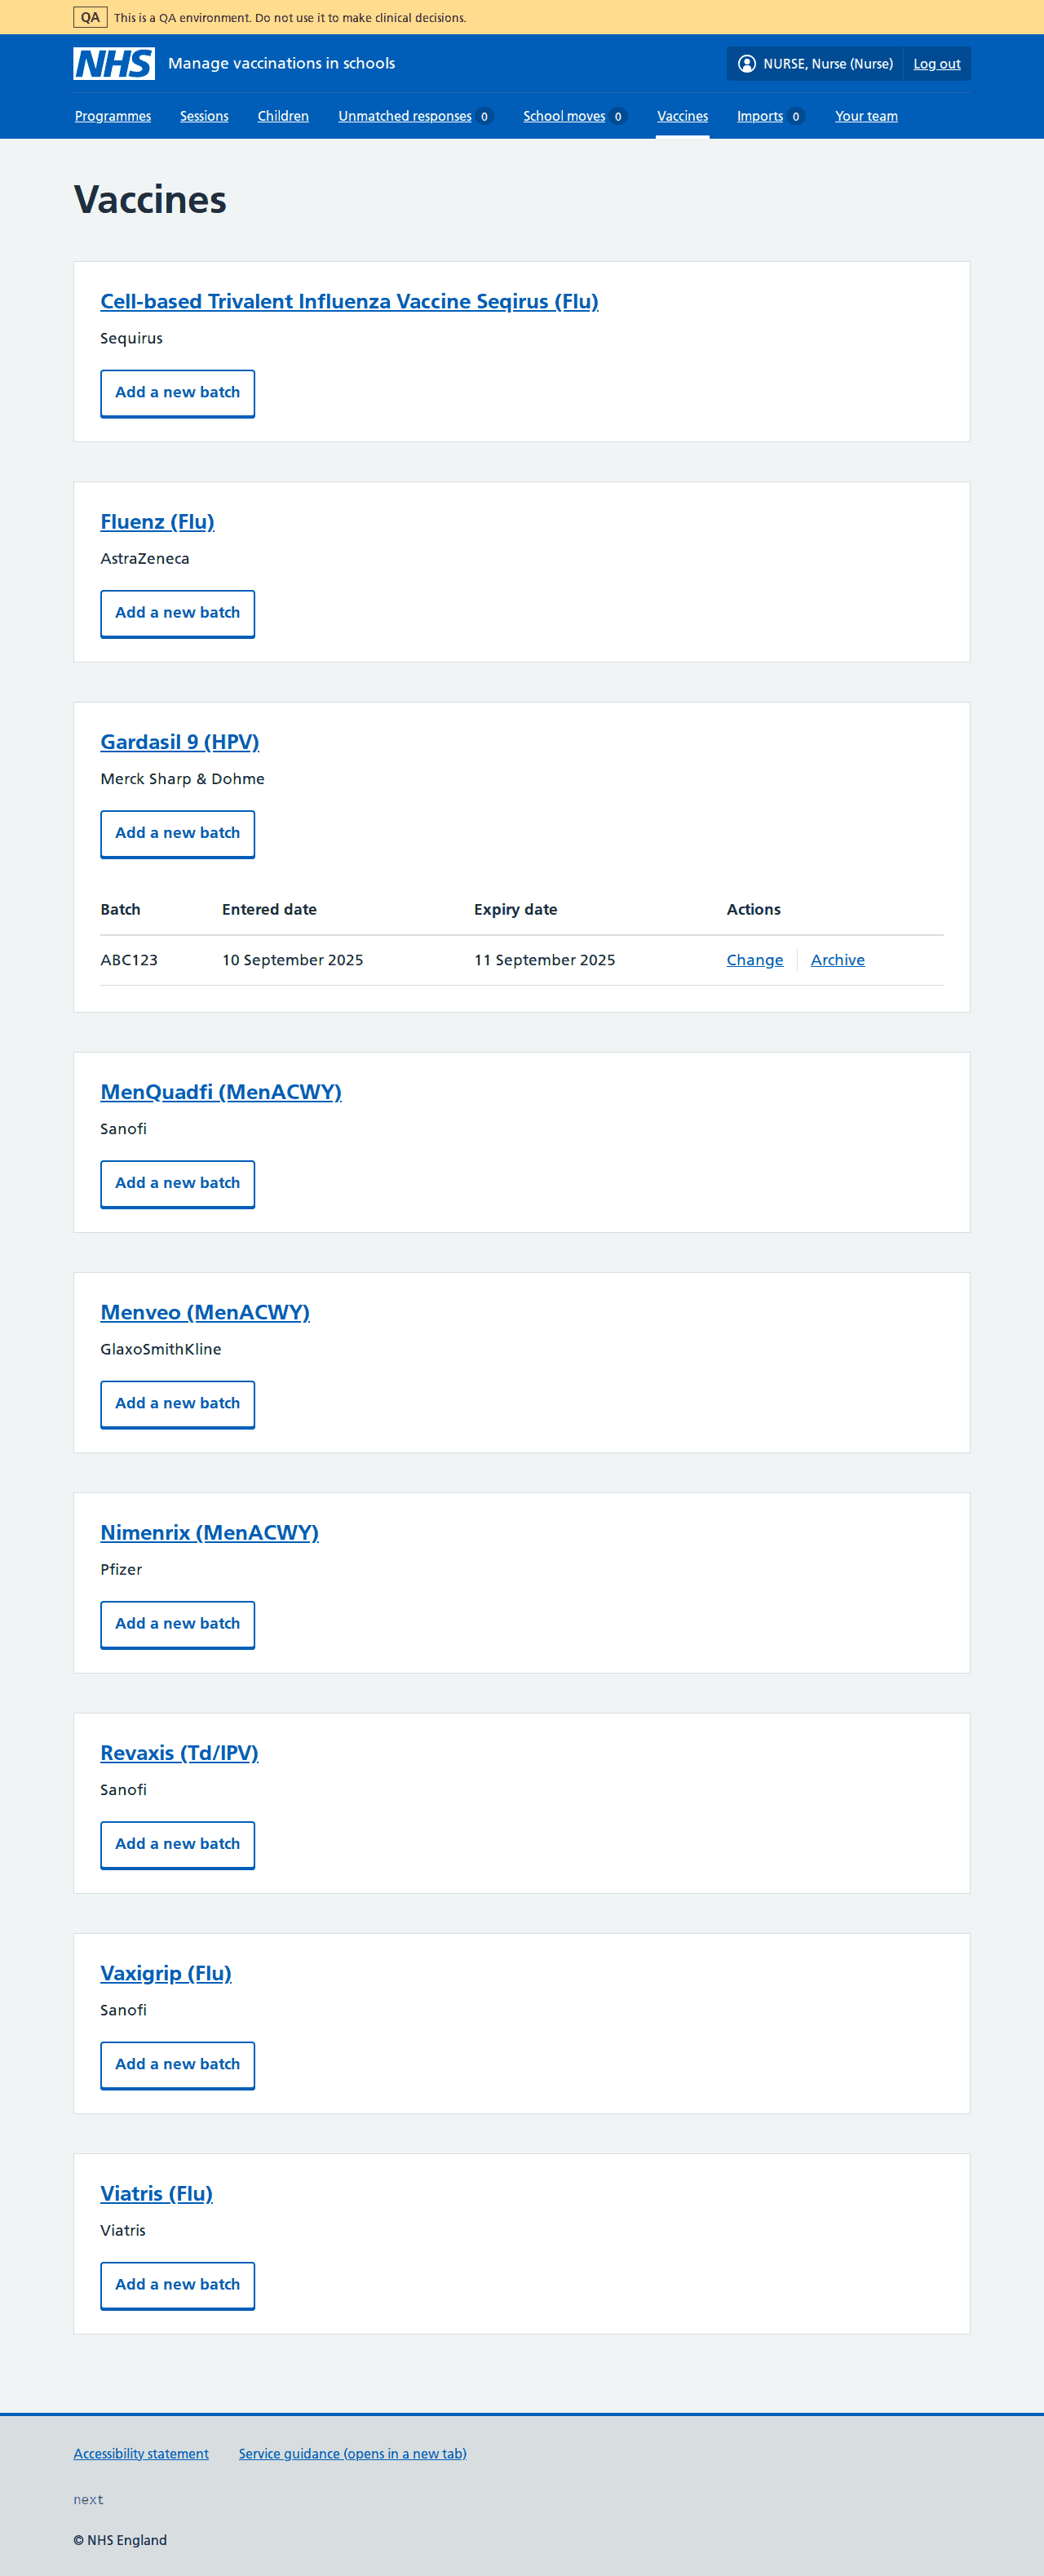 QA This is a QA environment. Do not use it to make clinical decisions.
NHS Manage vaccinations in schools NURSE, Nurse (Nurse) Log out
Programmes Sessions Children Unmatched responses 0 School moves 0 Vaccines Imports 0 Your team
Vaccines
Cell-based Trivalent Influenza Vaccine Seqirus (Flu)
Sequirus
Add a new batch
Fluenz (Flu)
AstraZeneca
Add a new batch
Gardasil 9 (HPV)
Merck Sharp & Dohme
Add a new batch
Batch Entered date Expiry date Actions
ABC123 10 September 2025 11 September 2025 Change Archive
MenQuadfi (MenACWY)
Sanofi
Add a new batch
Menveo (MenACWY)
GlaxoSmithKline
Add a new batch
Nimenrix (MenACWY)
Pfizer
Add a new batch
Revaxis (Td/IPV)
Sanofi
Add a new batch
Vaxigrip (Flu)
Sanofi
Add a new batch
Viatris (Flu)
Viatris
Add a new batch
Accessibility statement Service guidance (opens in a new tab)
next
© NHS England